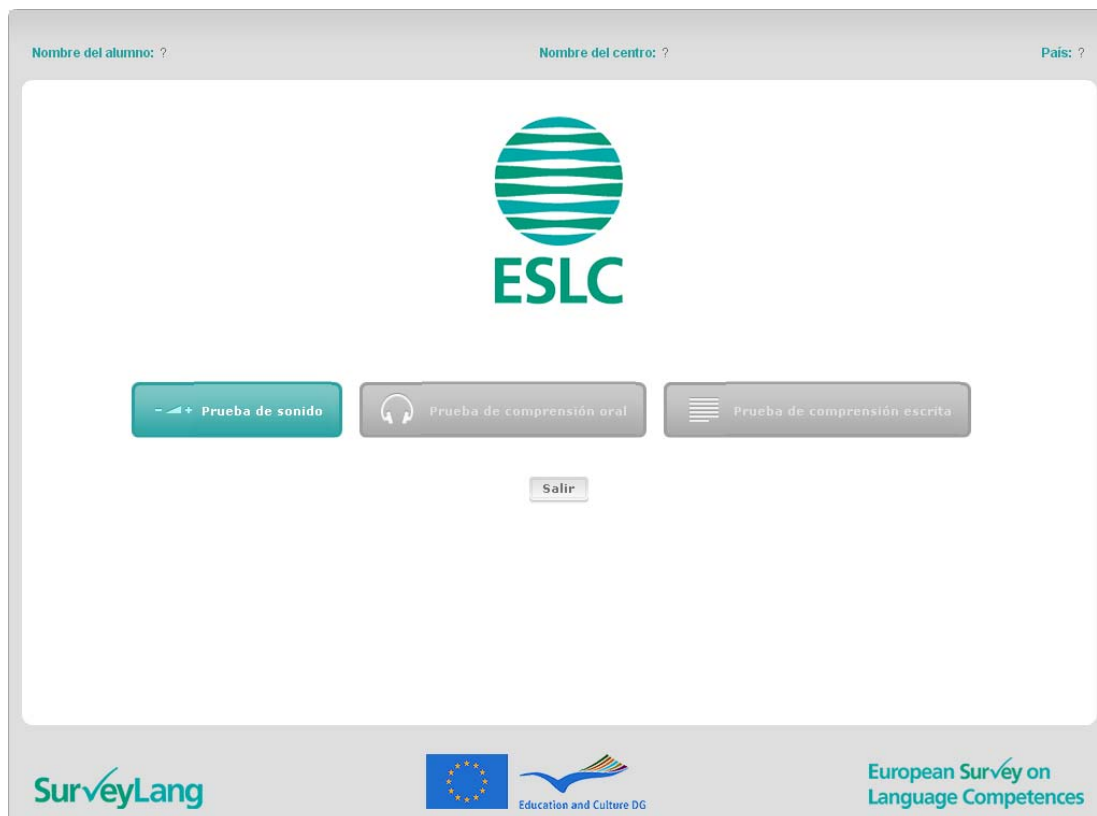 Nombre del alumno: ? Nombre del centro: ? País: ?
ESLC
- + Prueba de sonido Prueba de comprensión oral Prueba de comprensión escrita
Salir
SurveyLang
Education and Culture DG
European Survey on
Language Competences